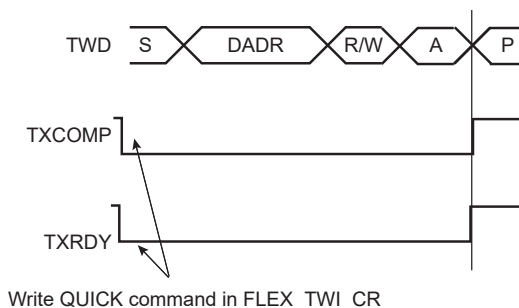 TWD S DADR R/W A P
TXCOMP
TXRDY
Write QUICK command in FLEX_TWI_CR